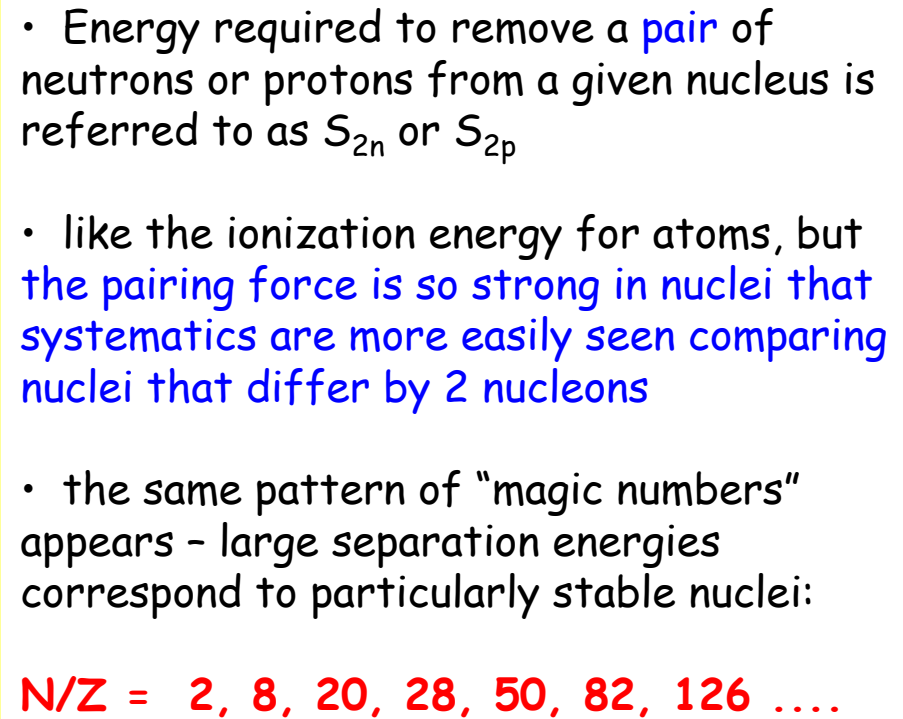 • Energy required to remove a pair of
neutrons or protons from a given nucleus is
referred to as S₂ₙ or S₂ₚ
• like the ionization energy for atoms, but
the pairing force is so strong in nuclei that
systematics are more easily seen comparing
nuclei that differ by 2 nucleons
• the same pattern of “magic numbers”
appears – large separation energies
correspond to particularly stable nuclei:
N/Z = 2, 8, 20, 28, 50, 82, 126 ....